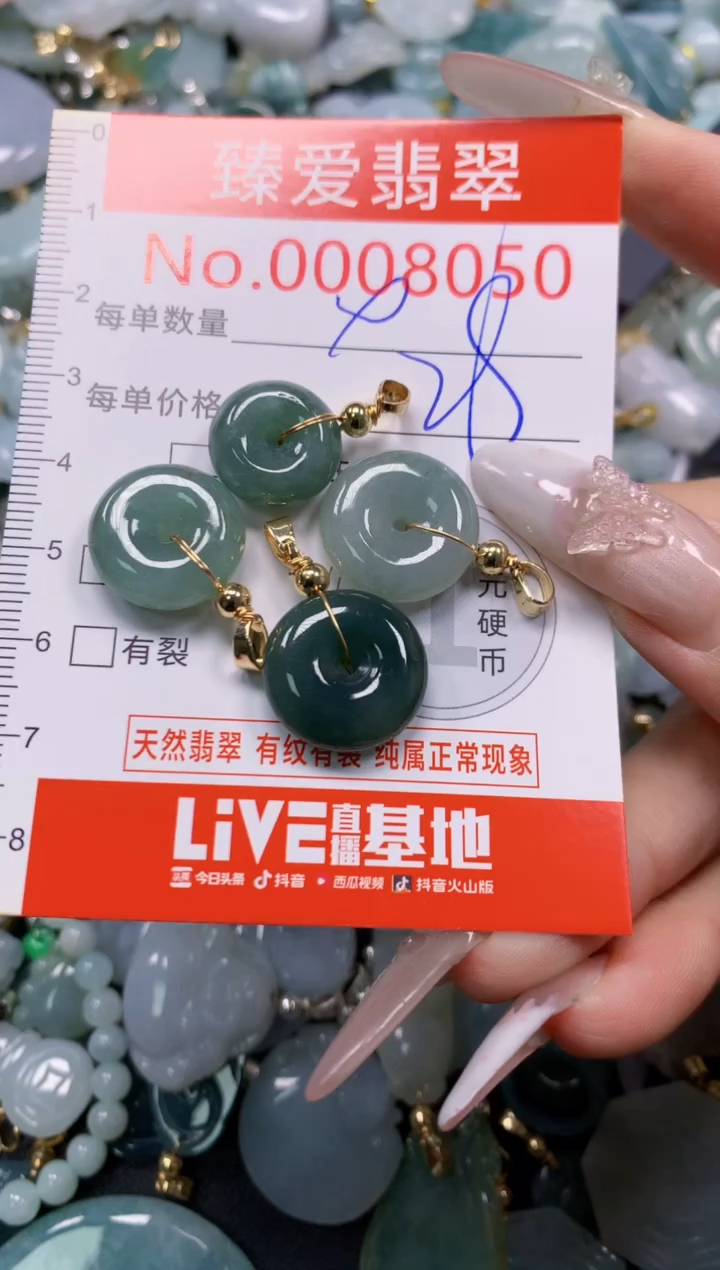 0
臻爱翡翠
1
No.0008050
2
每单数量
3
每单价格
4
5
元
硬
6
有裂
币
7
天然翡翠 有纹有裂 纯属正常现象
8
LiVE直播基地
头条 今日头条 抖音 西瓜视频 抖音火山版